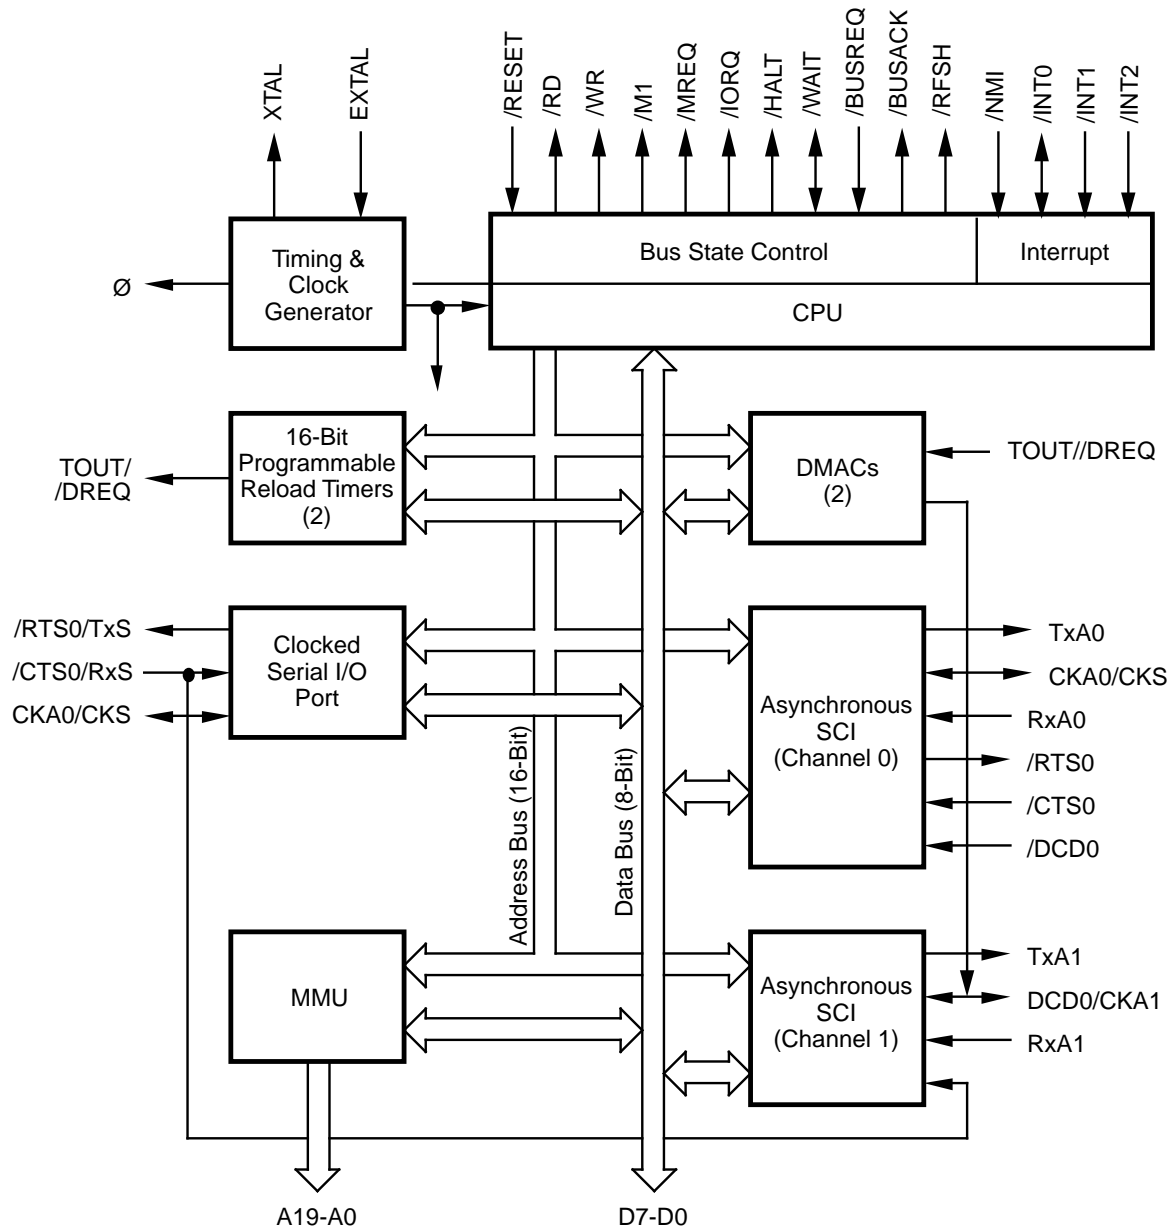 XTAL
EXTAL
/RESET
/RD
/WR
/M1
/MREQ
/IORQ
/HALT
/WAIT
/BUSREQ
/BUSACK
/RFSH
/NMI
/INT0
/INT1
/INT2
Timing &
Clock
Generator
Ø
Bus State Control
Interrupt
CPU
16-Bit
Programmable
Reload Timers
(2)
TOUT/
/DREQ
DMACs
(2)
TOUT//DREQ
/RTS0/TxS
/CTS0/RxS
CKA0/CKS
Clocked
Serial I/O
Port
Address Bus (16-Bit)
Data Bus (8-Bit)
Asynchronous
SCI
(Channel 0)
TxA0
CKA0/CKS
RxA0
/RTS0
/CTS0
/DCD0
MMU
Asynchronous
SCI
(Channel 1)
TxA1
DCD0/CKA1
RxA1
A19-A0
D7-D0